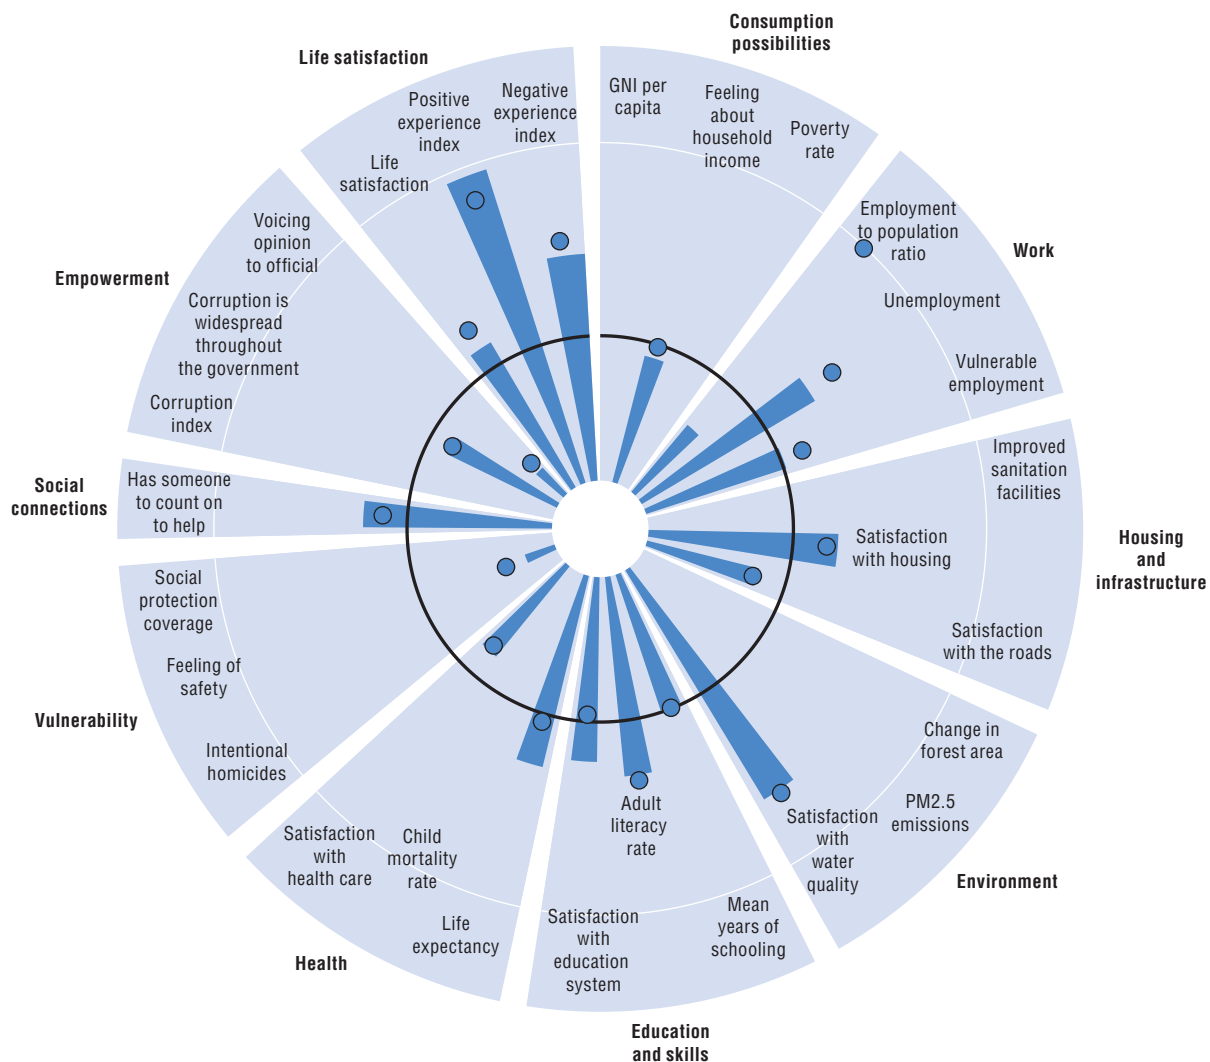 Consumption
possibilities
GNI per
capita
Feeling
about
household
income
Poverty
rate
Work
Employment
to population
ratio
Unemployment
Vulnerable
employment
Housing
and
infrastructure
Improved
sanitation
facilities
Satisfaction
with housing
Satisfaction
with the roads
Environment
Change in
forest area
PM2.5
emissions
Satisfaction
with
water
quality
Education
and skills
Mean
years of
schooling
Adult
literacy
rate
Satisfaction
with
education
system
Health
Life
expectancy
Child
mortality
rate
Satisfaction
with
health care
Vulnerability
Intentional
homicides
Feeling of
safety
Social
protection
coverage
Social
connections
Has someone
to count on
to help
Empowerment
Corruption
index
Corruption is
widespread
throughout
the government
Voicing
opinion
to official
Life satisfaction
Life
satisfaction
Positive
experience
index
Negative
experience
index